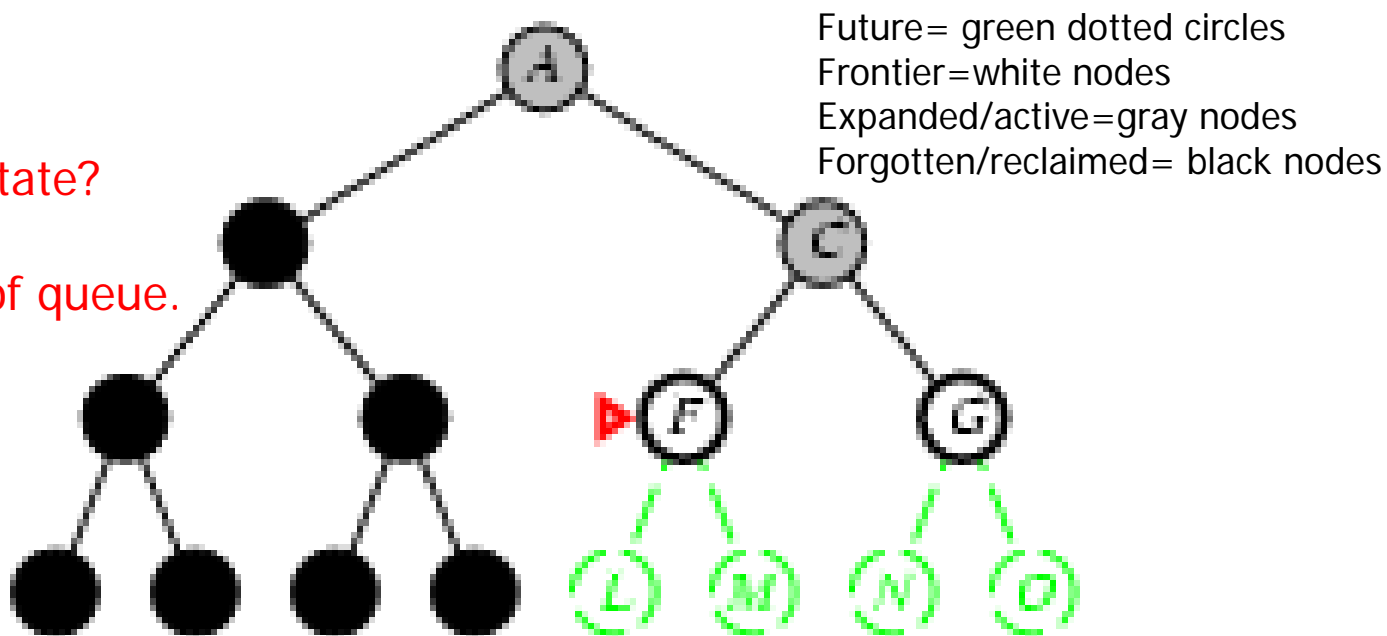 Future= green dotted circles
Frontier=white nodes
Expanded/active=gray nodes
Forgotten/reclaimed= black nodes
tate?
of queue.
A
C
F
G
L
M
N
O